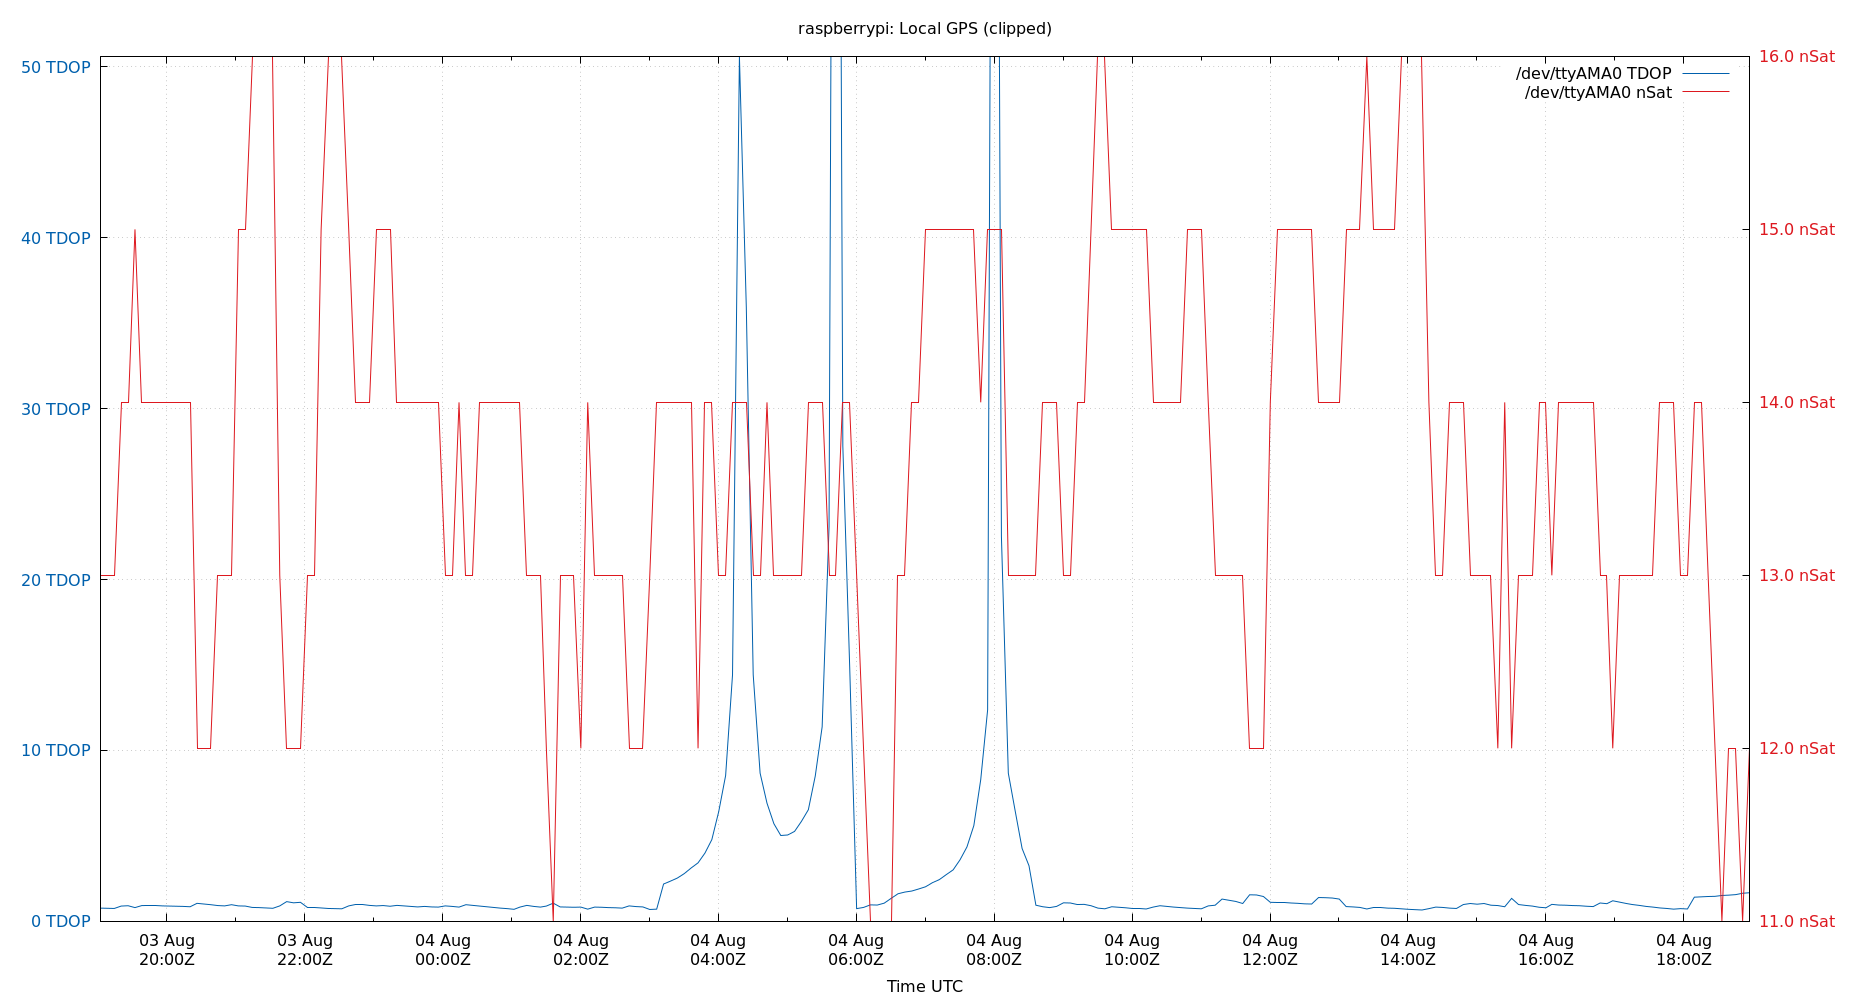 raspberrypi: Local GPS (clipped)
50 TDOP
40 TDOP
30 TDOP
20 TDOP
10 TDOP
0 TDOP
16.0 nSat
15.0 nSat
14.0 nSat
13.0 nSat
12.0 nSat
11.0 nSat
/dev/ttyAMA0 TDOP
/dev/ttyAMA0 nSat
03 Aug
20:00Z
03 Aug
22:00Z
04 Aug
00:00Z
04 Aug
02:00Z
04 Aug
04:00Z
04 Aug
06:00Z
04 Aug
08:00Z
04 Aug
10:00Z
04 Aug
12:00Z
04 Aug
14:00Z
04 Aug
16:00Z
04 Aug
18:00Z
Time UTC